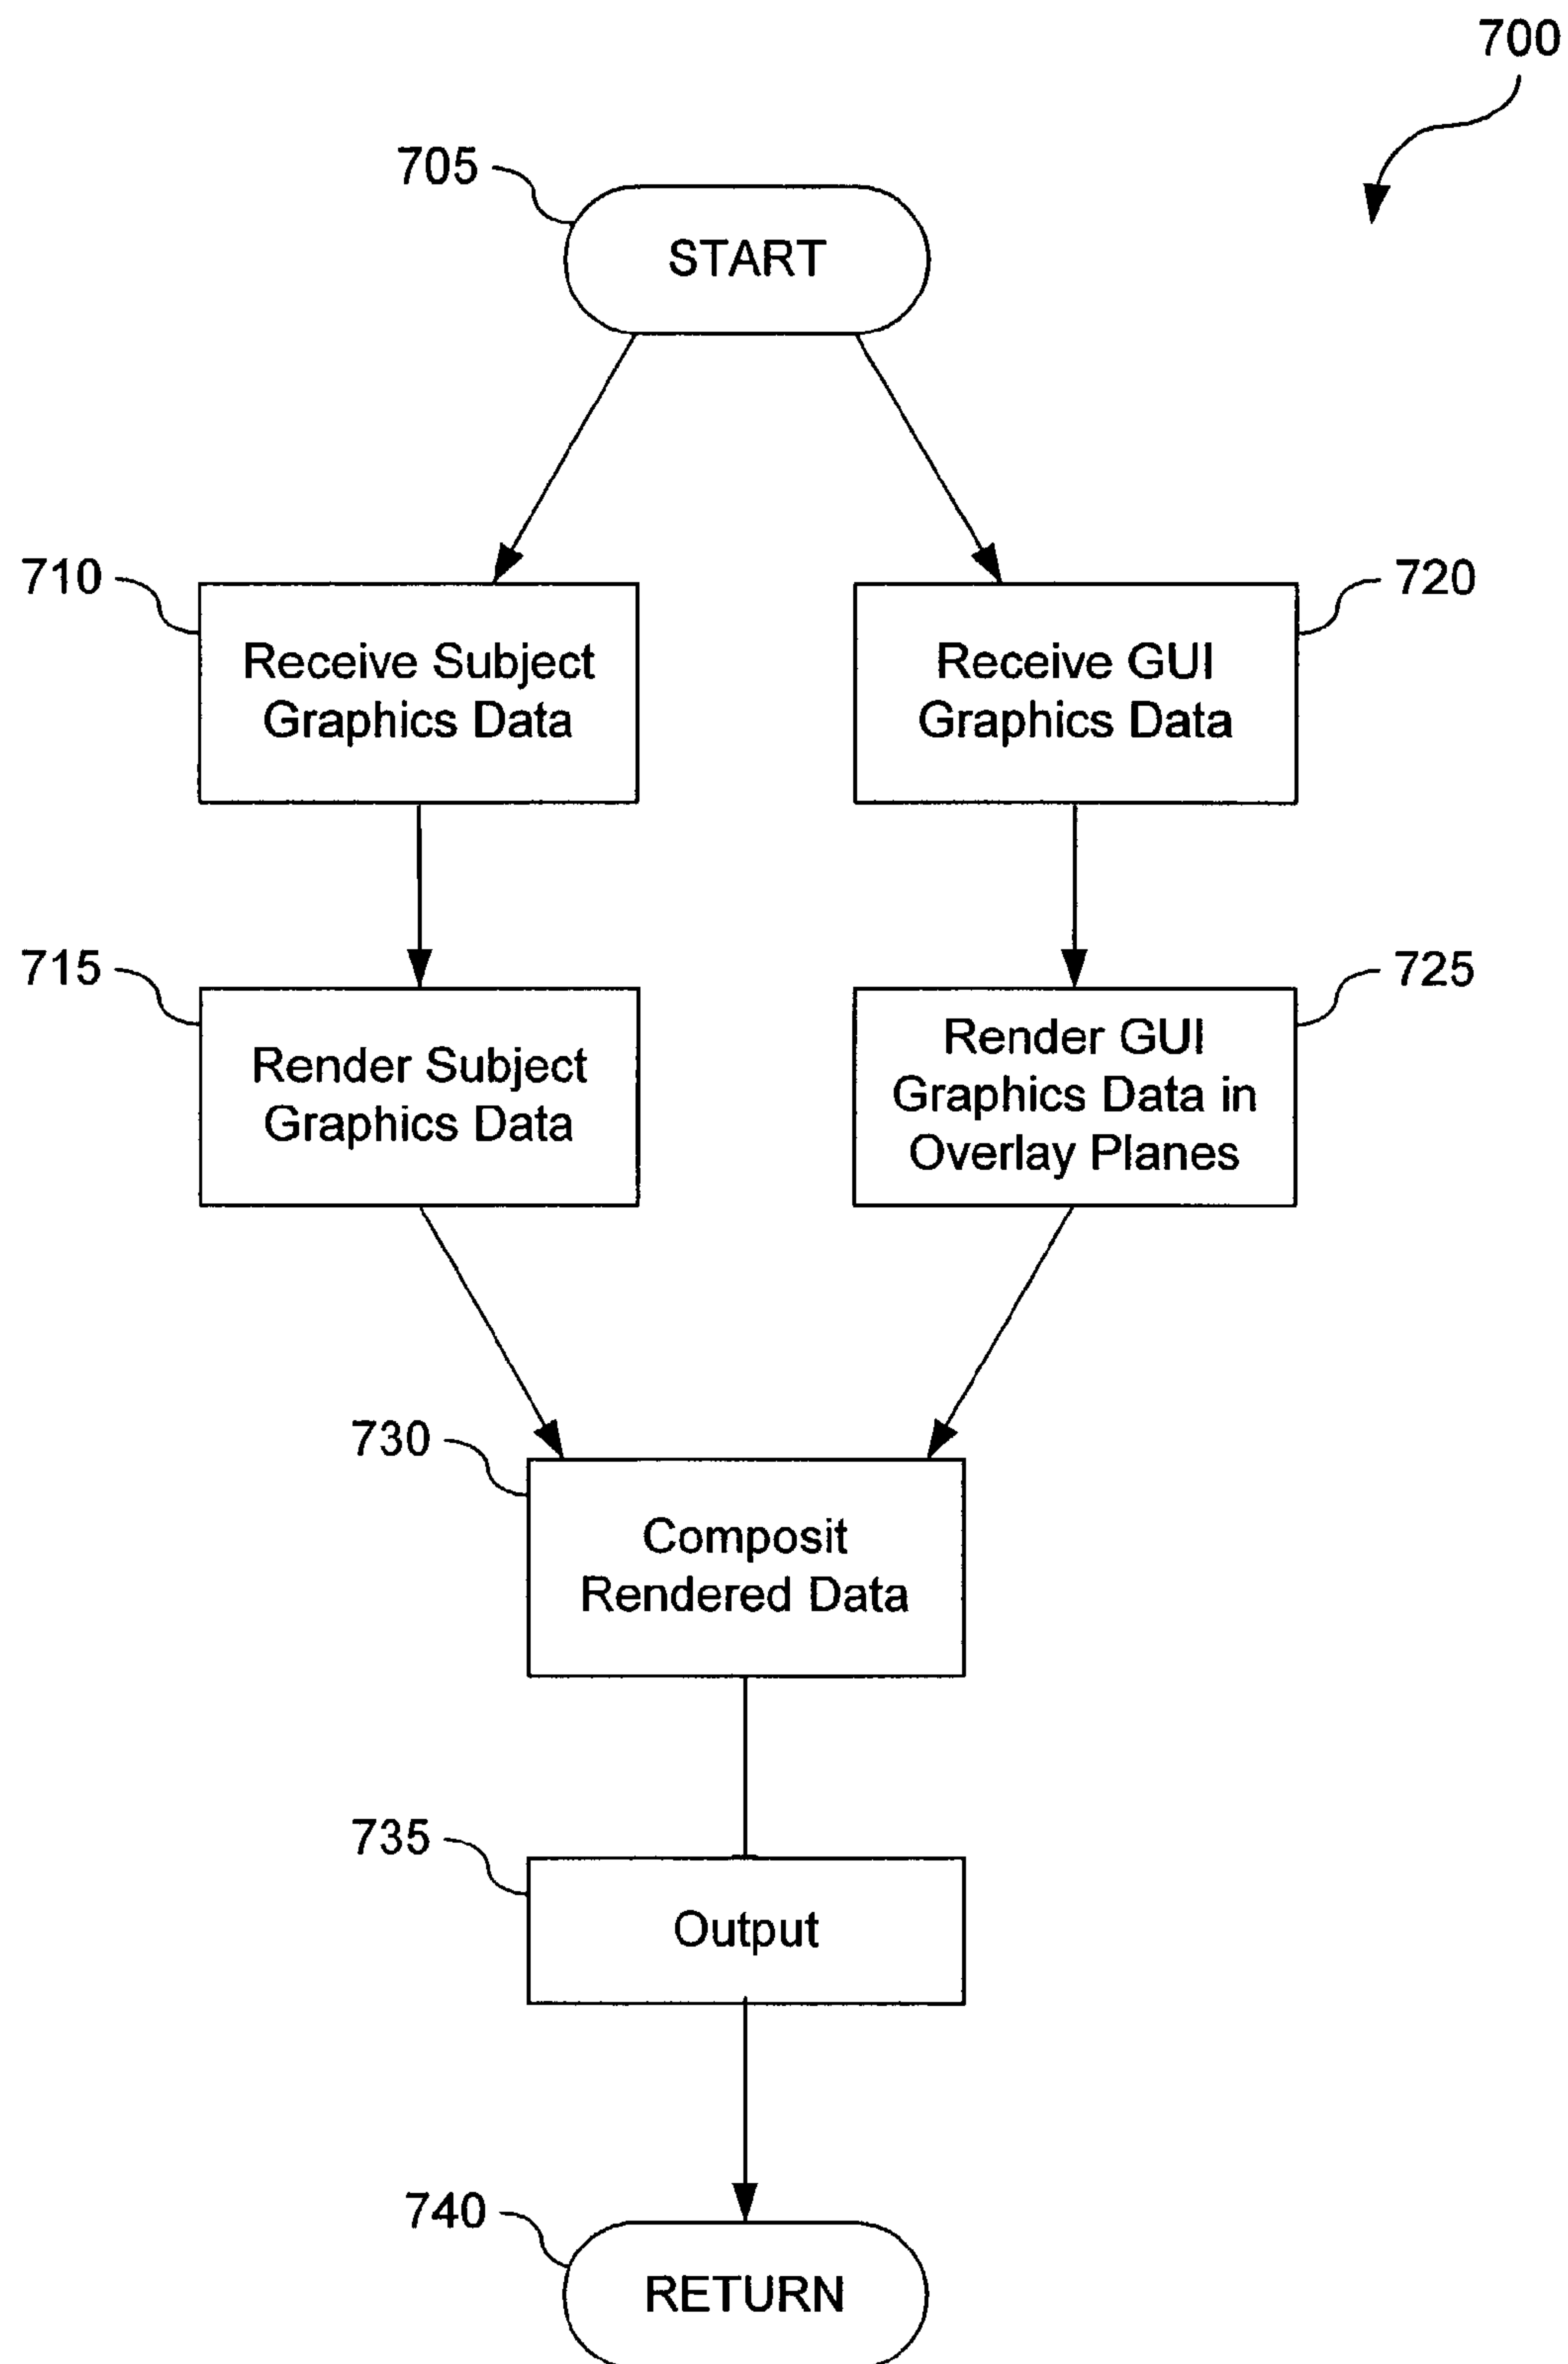 700
705
START
710
Receive Subject
Graphics Data
720
Receive GUI
Graphics Data
715
Render Subject
Graphics Data
725
Render GUI
Graphics Data in
Overlay Planes
730
Composit
Rendered Data
735
Output
740
RETURN